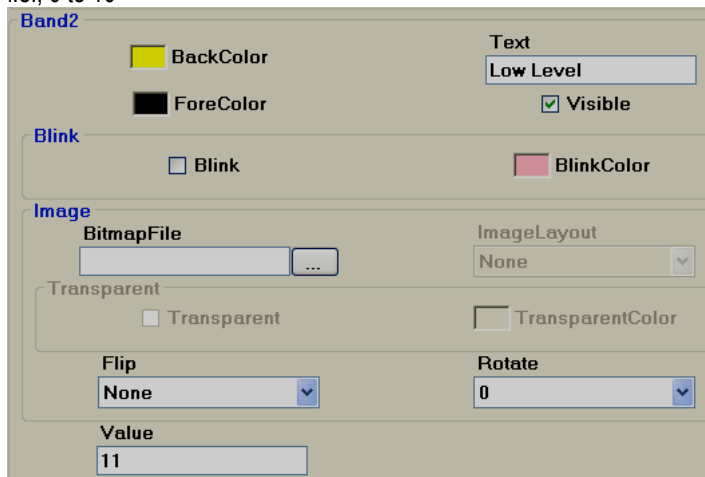 Band2
BackColor
Text
Low Level
ForeColor
Visible
Blink
Blink
BlinkColor
Image
BitmapFile
ImageLayout
...
None
Transparent
Transparent
TransparentColor
Flip
Rotate
None
0
Value
11